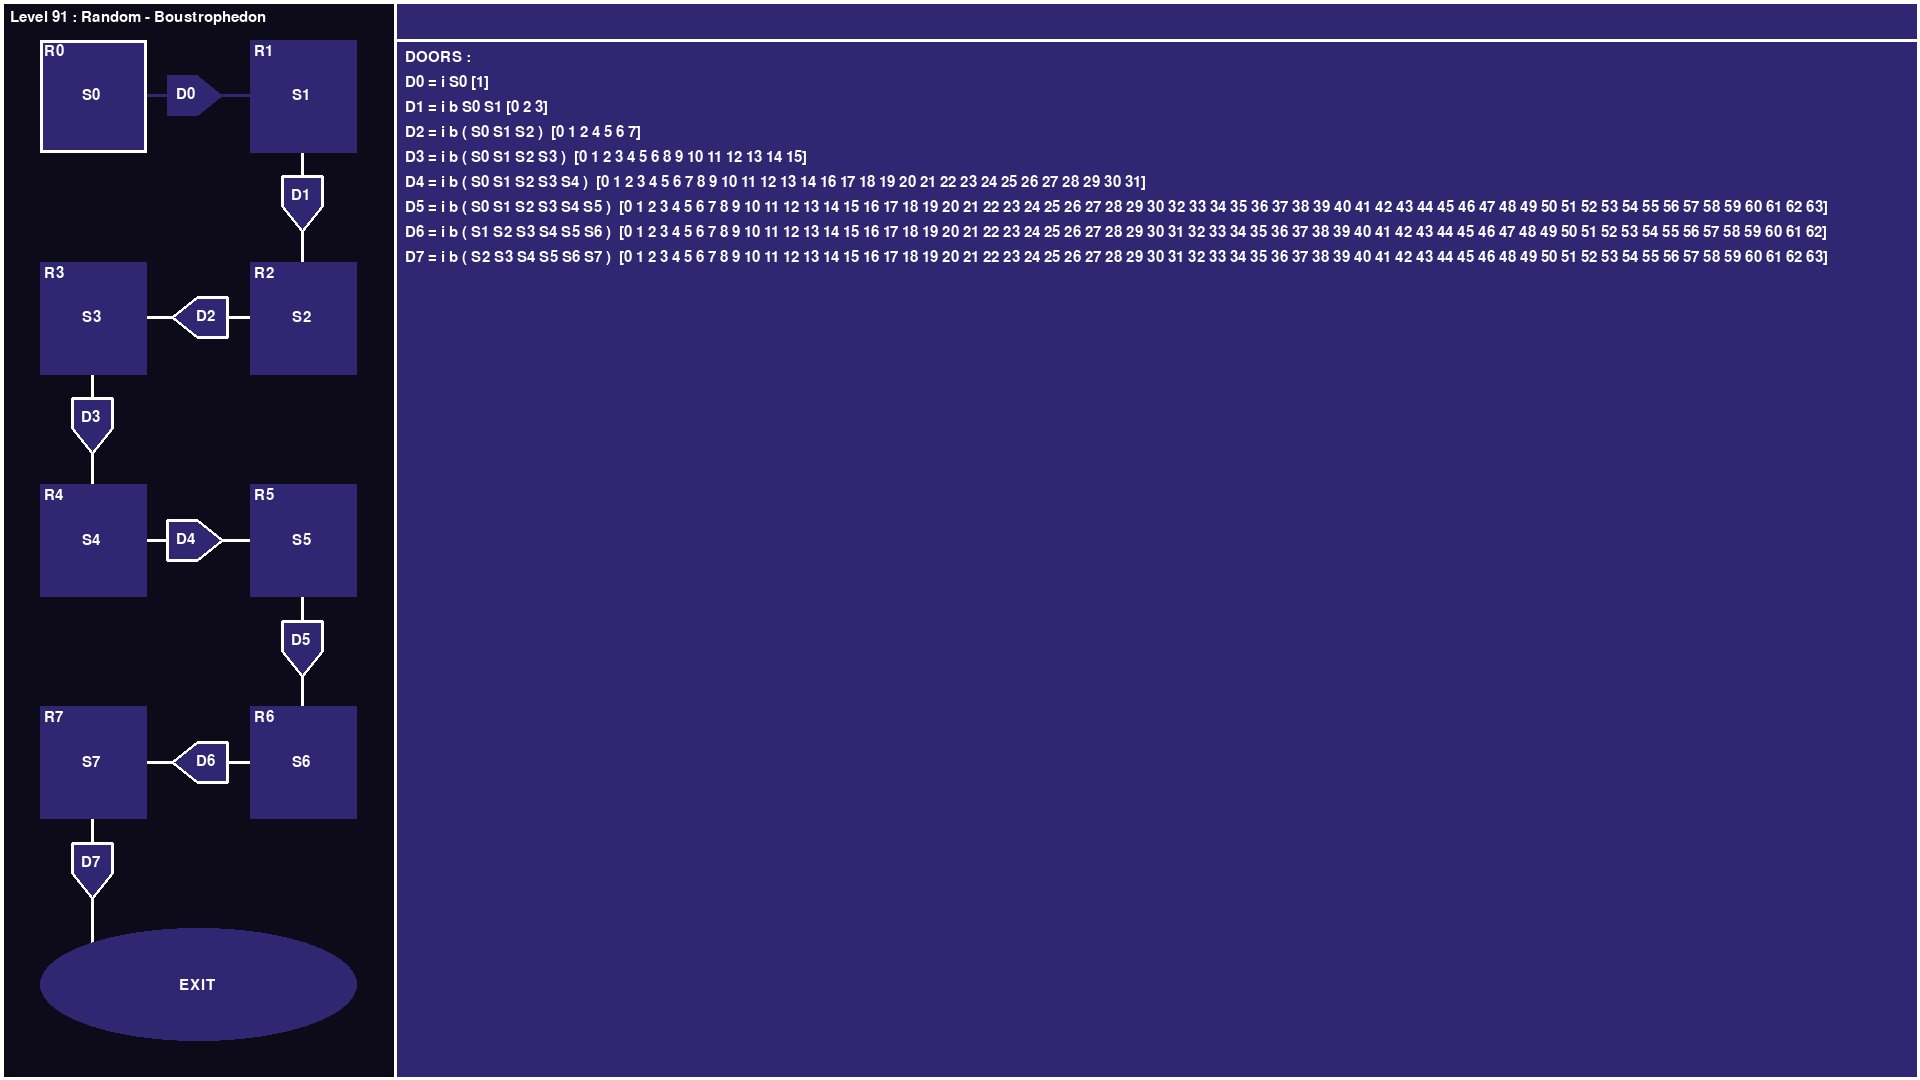 Level 91 : Random - Boustrophedon
R0
S0
D0
R1
S1
D1
R3
S3
D2
R2
S2
D3
R4
S4
D4
R5
S5
D5
R7
S7
D6
R6
S6
D7
EXIT
DOORS :
D0 = i S0 [1]
D1 = i b S0 S1 [0 2 3]
D2 = i b ( S0 S1 S2 ) [0 1 2 4 5 6 7]
D3 = i b ( S0 S1 S2 S3 ) [0 1 2 3 4 5 6 8 9 10 11 12 13 14 15]
D4 = i b ( S0 S1 S2 S3 S4 ) [0 1 2 3 4 5 6 7 8 9 10 11 12 13 14 16 17 18 19 20 21 22 23 24 25 26 27 28 29 30 31]
D5 = i b ( S0 S1 S2 S3 S4 S5 ) [0 1 2 3 4 5 6 7 8 9 10 11 12 13 14 15 16 17 18 19 20 21 22 23 24 25 26 27 28 29 30 32 33 34 35 36 37 38 39 40 41 42 43 44 45 46 47 48 49 50 51 52 53 54 55 56 57 58 59 60 61 62 63]
D6 = i b ( S1 S2 S3 S4 S5 S6 ) [0 1 2 3 4 5 6 7 8 9 10 11 12 13 14 15 16 17 18 19 20 21 22 23 24 25 26 27 28 29 30 31 32 33 34 35 36 37 38 39 40 41 42 43 44 45 46 47 48 49 50 51 52 53 54 55 56 57 58 59 60 61 62]
D7 = i b ( S2 S3 S4 S5 S6 S7 ) [0 1 2 3 4 5 6 7 8 9 10 11 12 13 14 15 16 17 18 19 20 21 22 23 24 25 26 27 28 29 30 31 32 33 34 35 36 37 38 39 40 41 42 43 44 45 46 48 49 50 51 52 53 54 55 56 57 58 59 60 61 62 63]